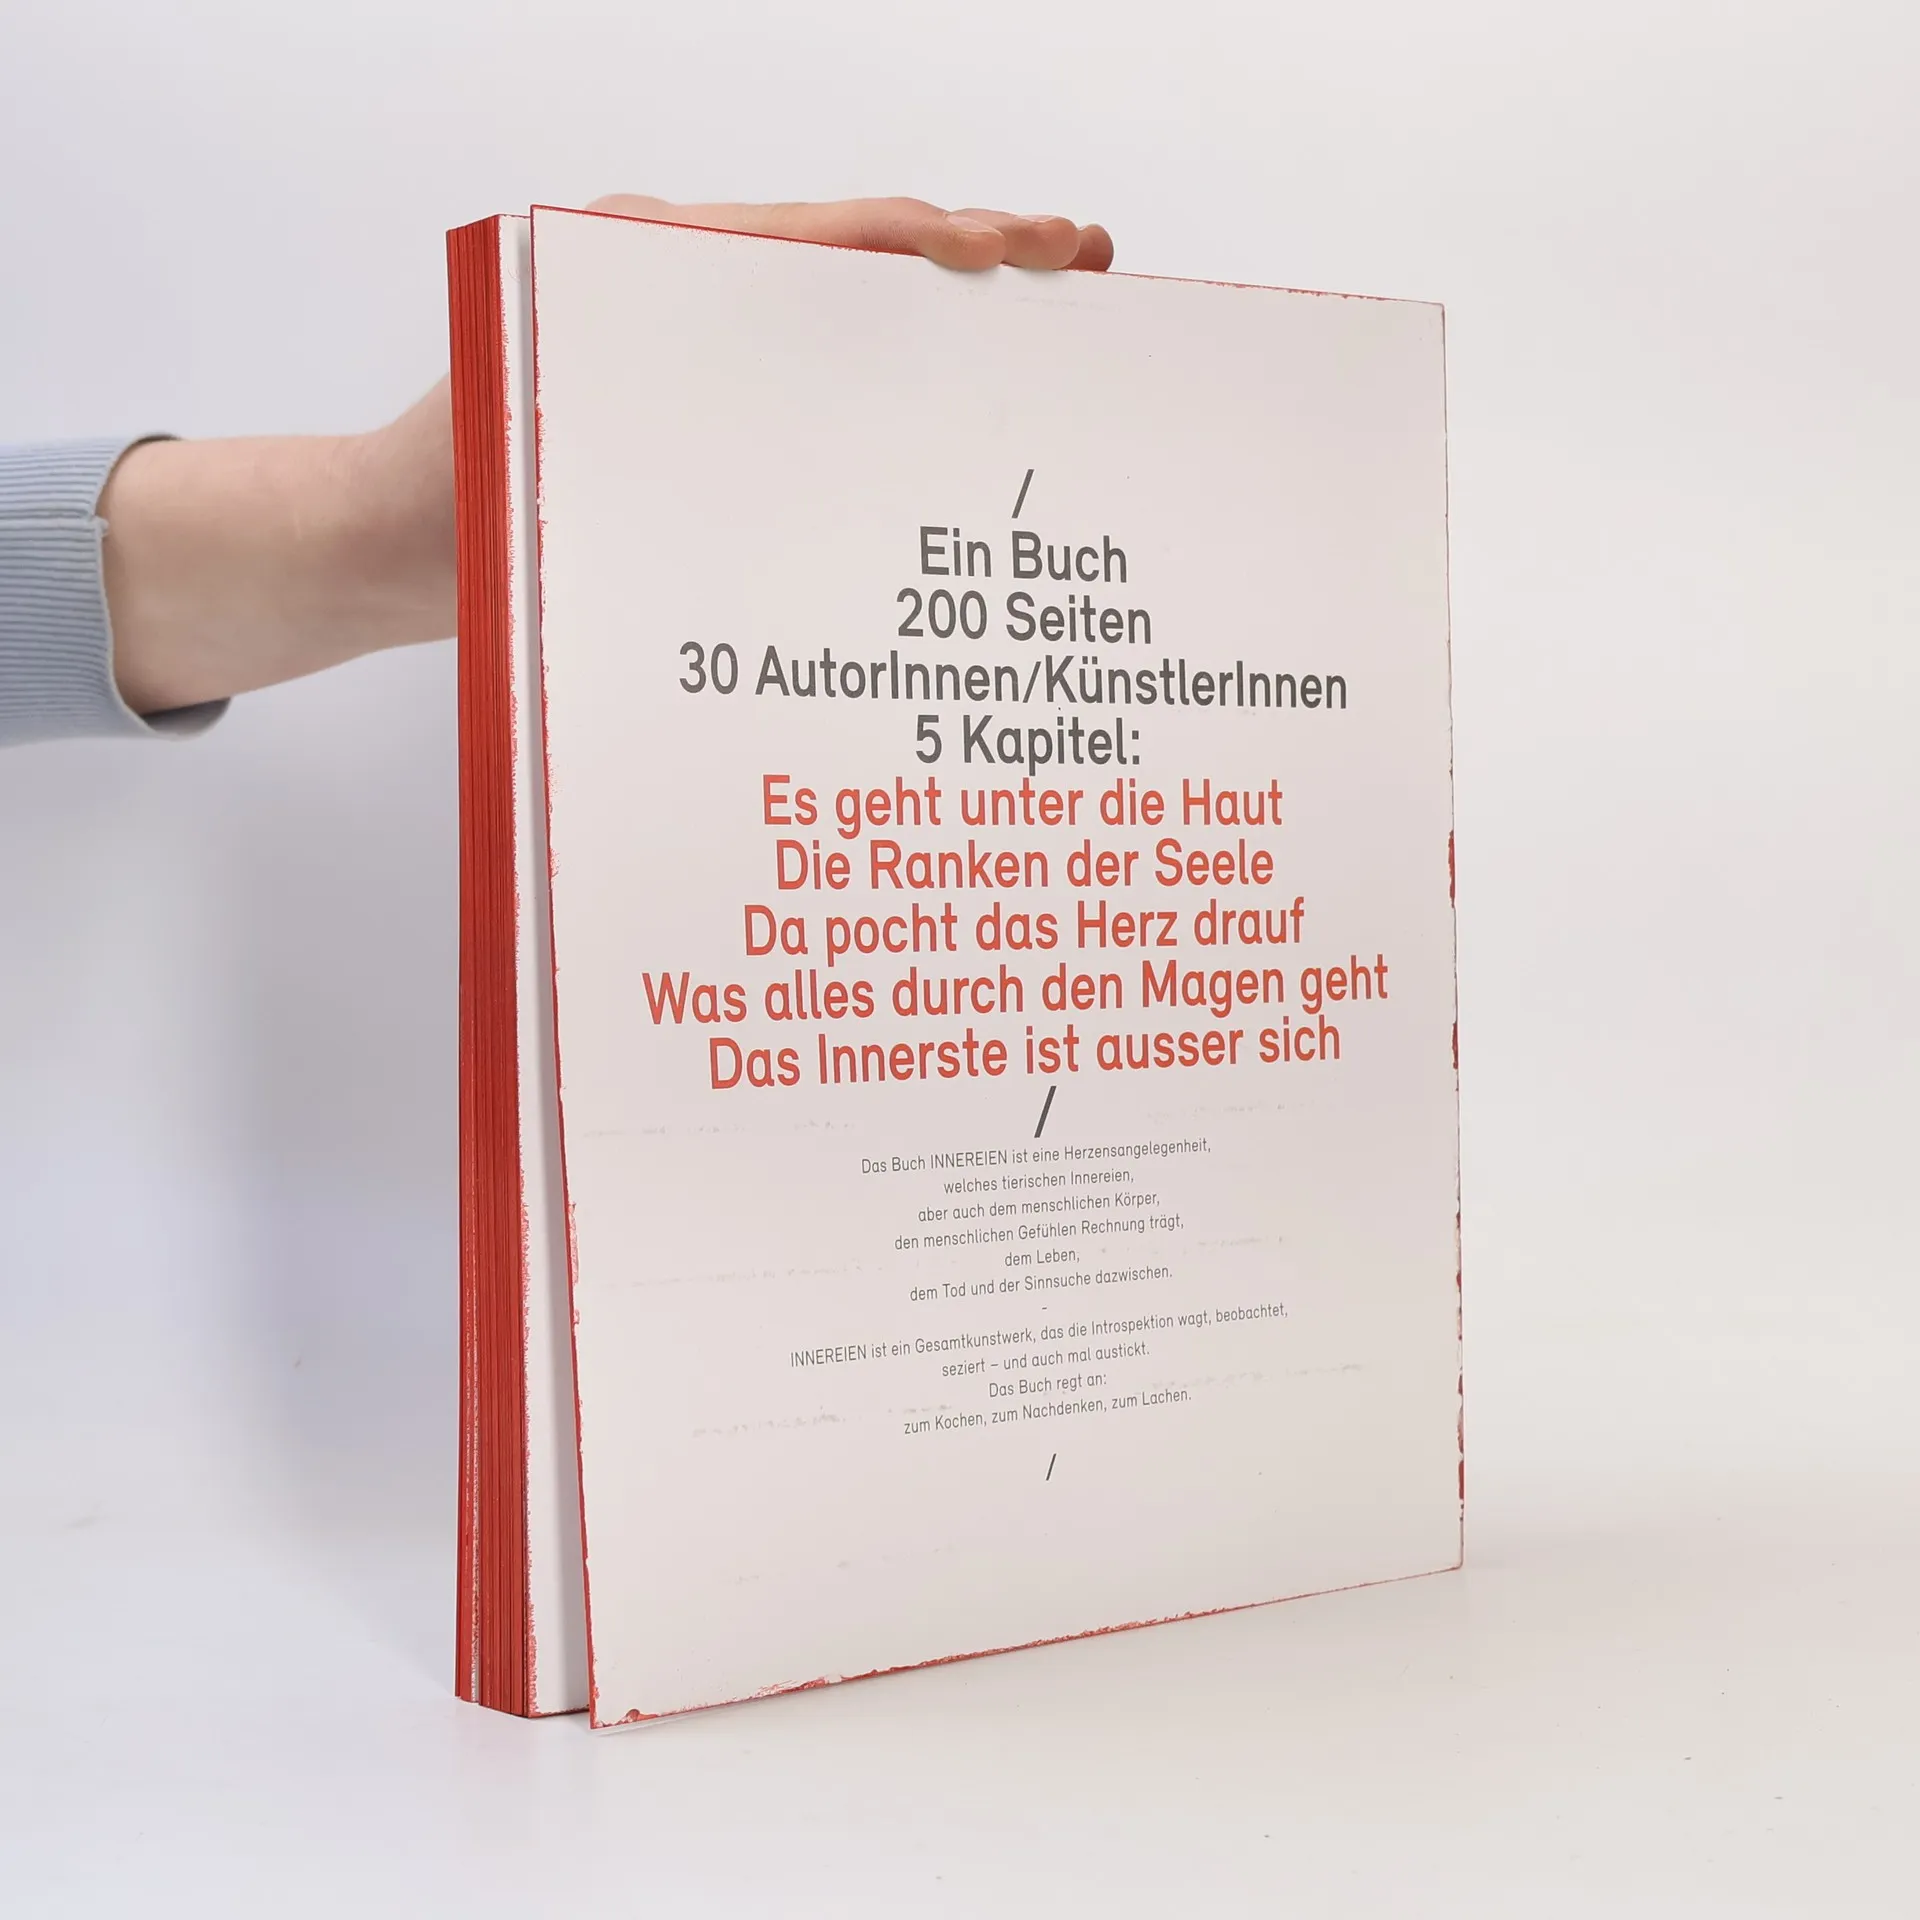 /
Ein Buch
200 Seiten
30 AutorInnen/KünstlerInnen
5 Kapitel:
Es geht unter die Haut
Die Ranken der Seele
Da pocht das Herz drauf
Was alles durch den Magen geht
Das Innerste ist ausser sich
/
Das Buch INNEREIEN ist eine Herzensangelegenheit,
welches tierischen Innereien,
aber auch dem menschlichen Körper,
den menschlichen Gefühlen Rechnung trägt,
dem Leben,
dem Tod und der Sinnsuche dazwischen.
-
INNEREIEN ist ein Gesamtkunstwerk, das die Introspektion wagt, beobachtet,
seziert – und auch mal austickt.
Das Buch regt an:
zum Kochen, zum Nachdenken, zum Lachen.
/